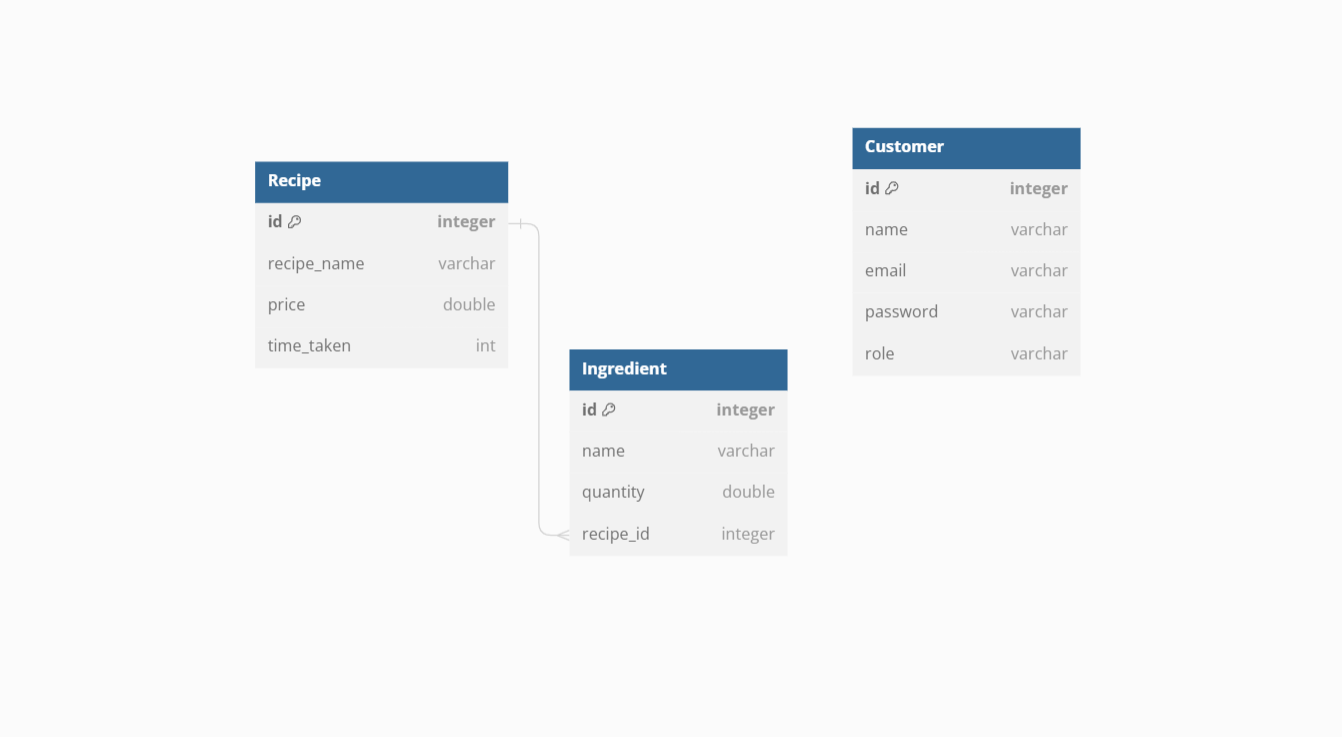 Recipe
id integer
recipe_name varchar
price double
time_taken int
Ingredient
id integer
name varchar
quantity double
recipe_id integer
Customer
id integer
name varchar
email varchar
password varchar
role varchar